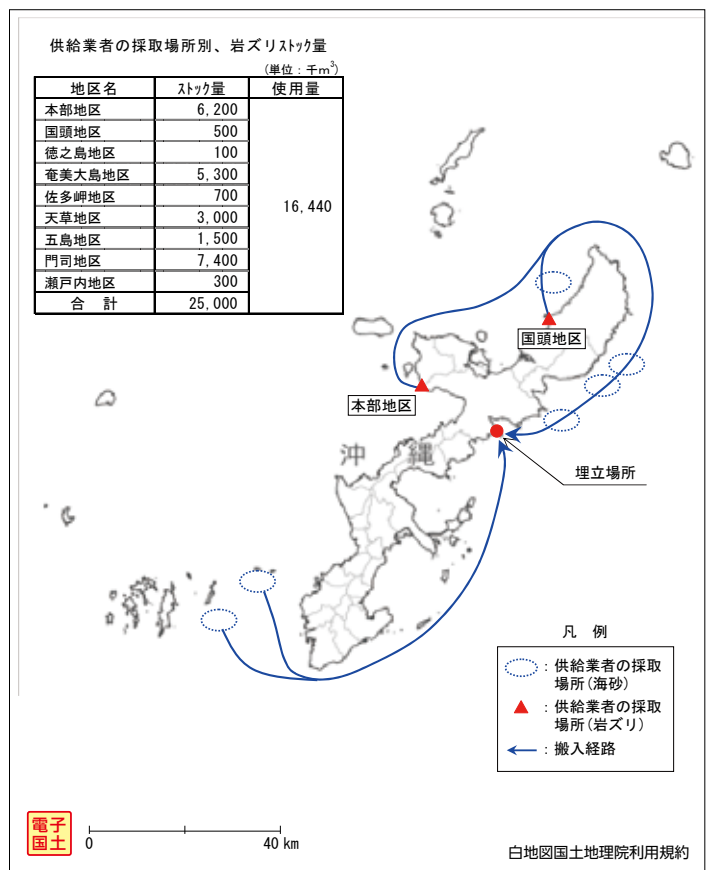 供給業者の採取場所別、岩ズリｽﾄｯｸ量
(単位：千m³)
地区名 ｽﾄｯｸ量 使用量
本部地区 6,200
国頭地区 500
徳之島地区 100
奄美大島地区 5,300
佐多岬地区 700
天草地区 3,000
五島地区 1,500
門司地区 7,400
瀬戸内地区 300
合 計 25,000
16,440
国頭地区
本部地区
沖縄
埋立場所
凡 例
：供給業者の採取
場所(海砂)
：供給業者の採取
場所(岩ズリ)
：搬入経路
電子
国土
0 40 km
白地図国土地理院利用規約